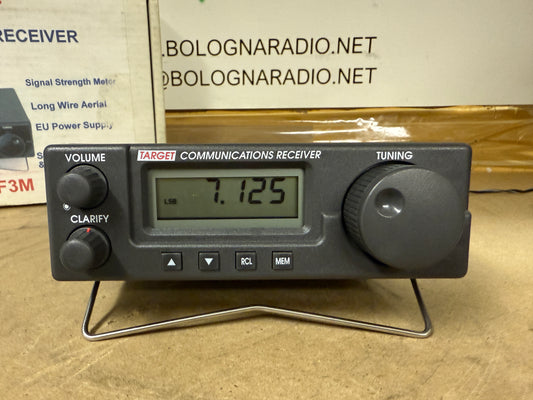 RECEIVER
Signal Strength Meter
Long Wire Aerial
EU Power Supply
F3M
.BOLOGNARADIO.NET
@BOLOGNARADIO.NET
VOLUME
TARGET COMMUNICATIONS RECEIVER
TUNING
LSB
7.125
CLARIFY
▲
▼
RCL
MEM